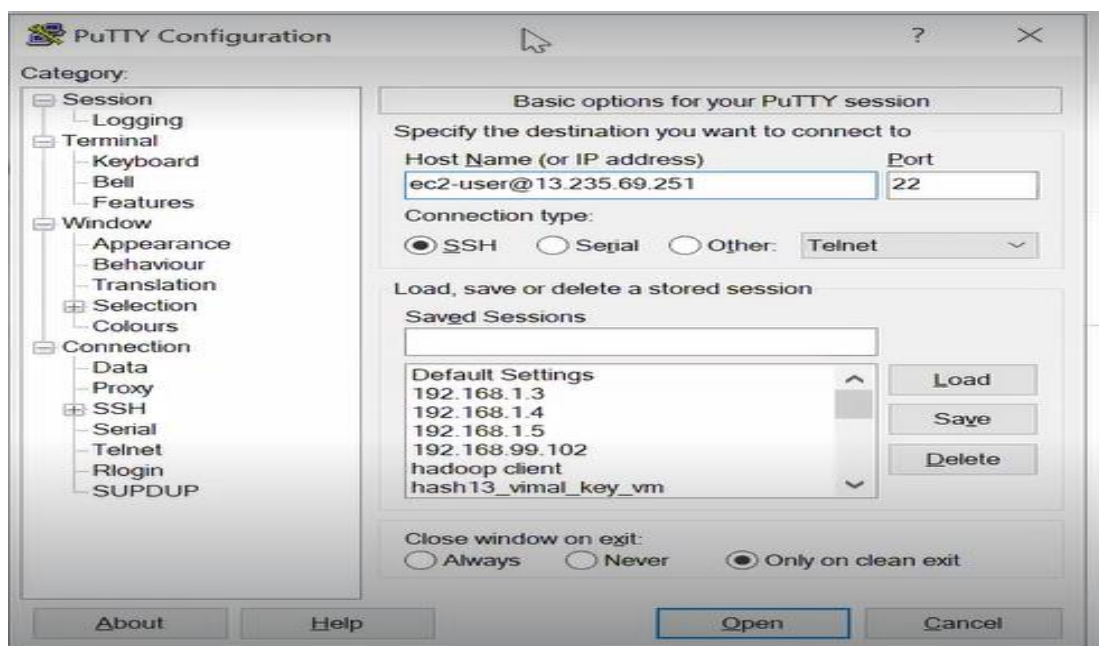 PuTTY Configuration
?
Category:
Session
Logging
Terminal
Keyboard
Bell
Features
Window
Appearance
Behaviour
Translation
Selection
Colours
Connection
Data
Proxy
SSH
Serial
Telnet
Rlogin
SUPDUP
Basic options for your PuTTY session
Specify the destination you want to connect to
Host Name (or IP address) Port
ec2-user@13.235.69.251 22
Connection type:
SSH Serial Other: Telnet
Load, save or delete a stored session
Saved Sessions
Default Settings
192.168.1.3
192.168.1.4
192.168.1.5
192.168.99.102
hadoop client
hash13_vimal_key_vm
Load
Save
Delete
Close window on exit:
Always Never Only on clean exit
About Help Open Cancel